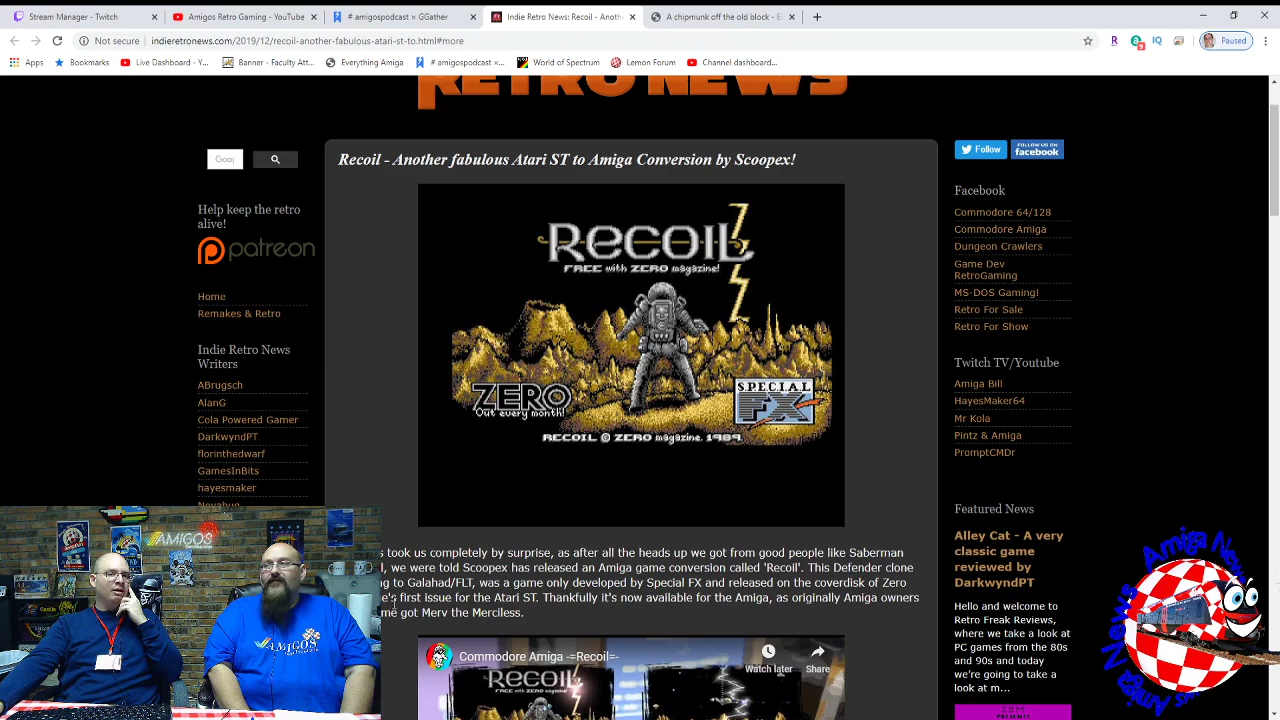 Stream Manager - Twitch
Amigos Retro Gaming - YouTube
# amigospodcast × GGather
Indie Retro News: Recoil - Anoth
A chipmunk off the old block - E
Not secure
indieretronews.com/2019/12/recoil-another-fabulous-atari-st-to.html#more
Paused
Apps
Bookmarks
Live Dashboard - Y...
Banner - Faculty Att...
Everything Amiga
# amigospodcast ×...
World of Spectrum
Lemon Forum
Channel dashboard...
RETRO NEWS
Goog
Help keep the retro
alive!
patreon
Home
Remakes & Retro
Indie Retro News
Writers
ABrugsch
AlanG
Cola Powered Gamer
DarkwyndPT
florinthedwarf
GamesInBits
hayesmaker
Novabug
Recoil - Another fabulous Atari ST to Amiga Conversion by Scoopex!
RECOIL
FREE with ZERO magazine!
ZERO
Out every month!
SPECIAL
FX
RECOIL © ZERO magazine. 1989.
s took us completely by surprise, as after all the heads up we got from good people like Saberman
, we were told Scoopex has released an Amiga game conversion called 'Recoil'. This Defender clone
ng to Galahad/FLT, was a game only developed by Special FX and released on the coverdisk of Zero
e's first issue for the Atari ST. Thankfully it's now available for the Amiga, as originally Amiga owners
me got Merv the Merciless.
Commodore Amiga -=Recoil=-
Watch later
Share
RECOIL
Follow
FOLLOW US ON
facebook
Facebook
Commodore 64/128
Commodore Amiga
Dungeon Crawlers
Game Dev
RetroGaming
MS-DOS Gaming!
Retro For Sale
Retro For Show
Twitch TV/Youtube
Amiga Bill
HayesMaker64
Mr Kola
Pintz & Amiga
PromptCMDr
Featured News
Alley Cat - A very
classic game
reviewed by
DarkwyndPT
Hello and welcome to
Retro Freak Reviews,
where we take a look at
PC games from the 80s
and 90s and today
we're going to take a
look at m...
AMIGOS
AMIGOS
Amiga News